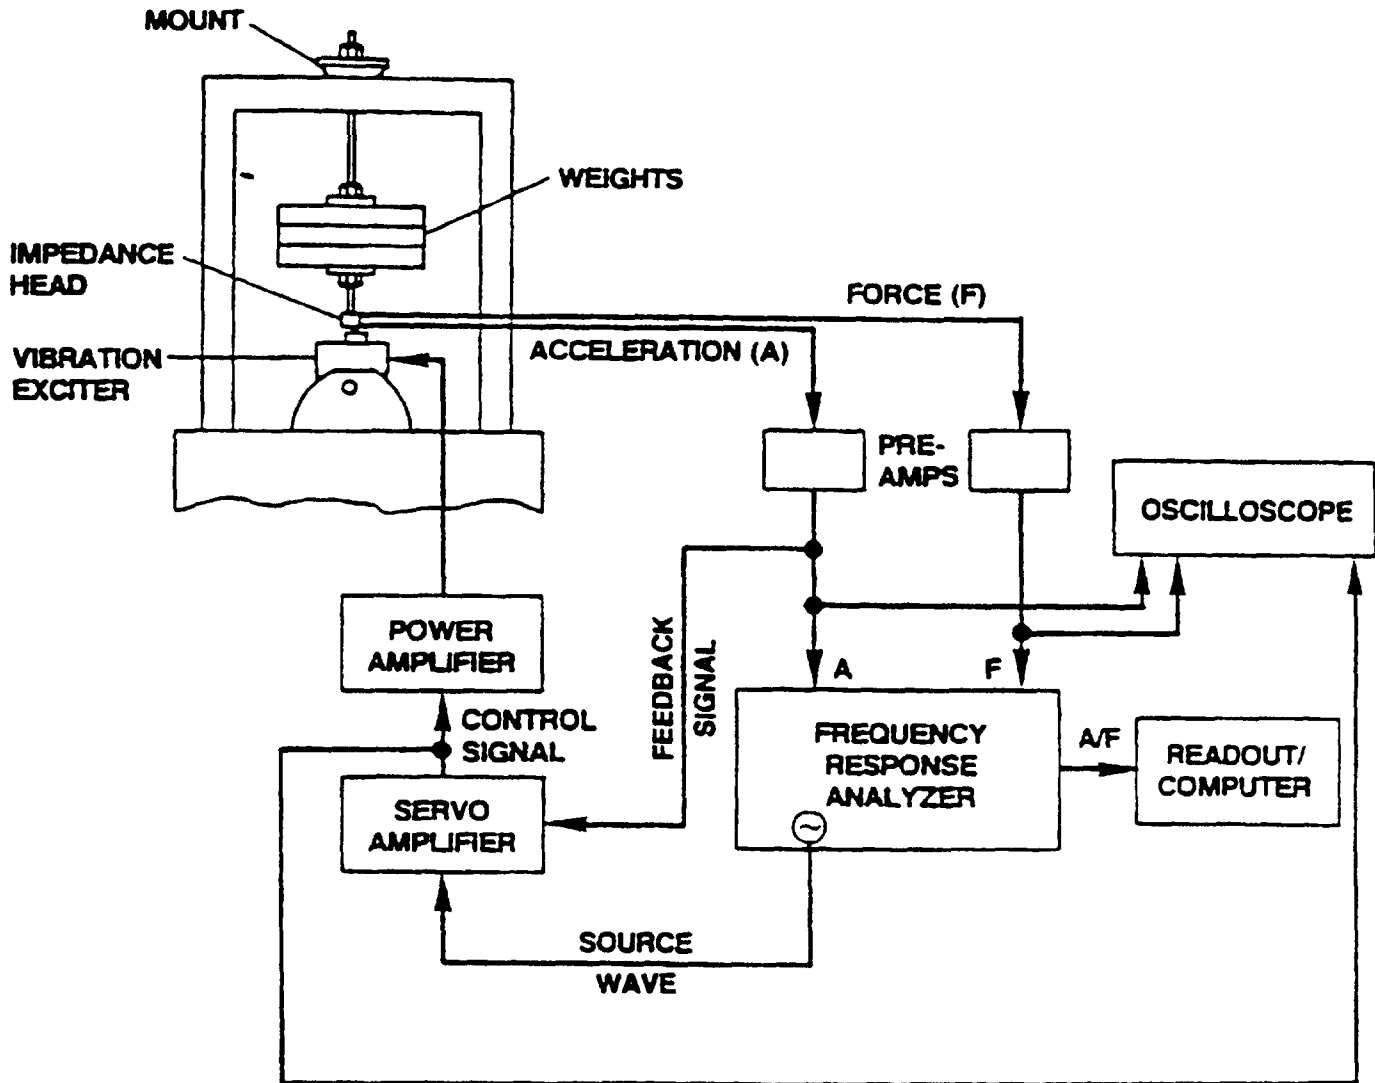 MOUNT
WEIGHTS
IMPEDANCE
HEAD
FORCE (F)
VIBRATION
EXCITER
ACCELERATION (A)
PRE-
AMPS
OSCILLOSCOPE
POWER
AMPLIFIER
FEEDBACK
SIGNAL
A
F
CONTROL
SIGNAL
FREQUENCY
RESPONSE
ANALYZER
A/F
READOUT/
COMPUTER
SERVO
AMPLIFIER
~
SOURCE
WAVE